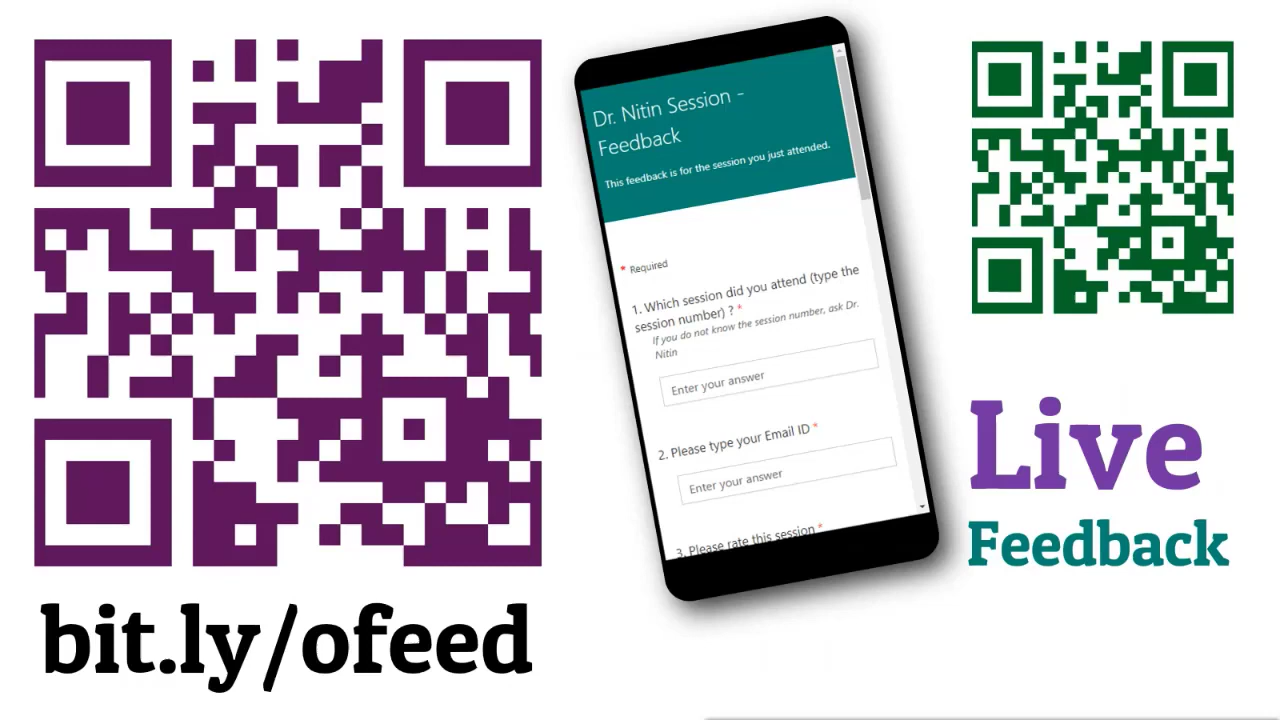 Dr. Nitin Session -
Feedback
This feedback is for the session you just attended.
* Required
1. Which session did you attend (type the
session number) ? *
If you do not know the session number, ask Dr.
Nitin
Enter your answer
2. Please type your Email ID *
Enter your answer
3. Please rate this session *
Live
Feedback
bit.ly/ofeed